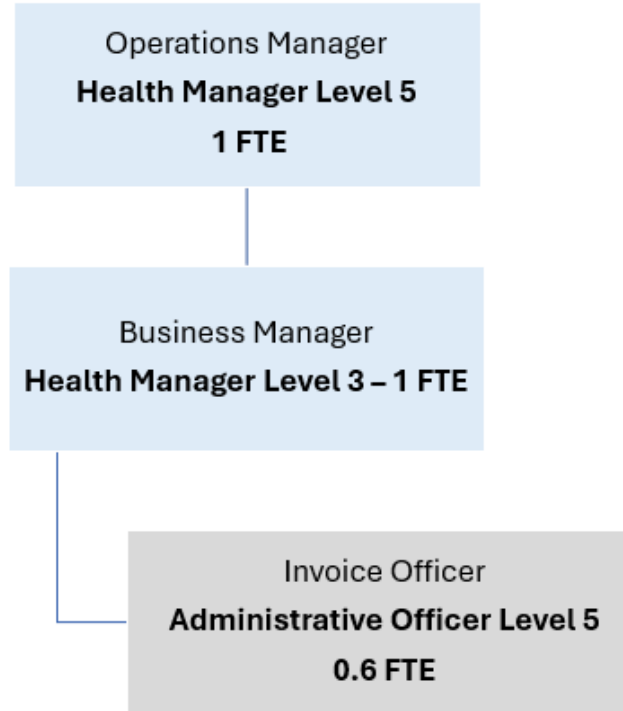 Operations Manager
Health Manager Level 5
1 FTE
Business Manager
Health Manager Level 3 – 1 FTE
Invoice Officer
Administrative Officer Level 5
0.6 FTE